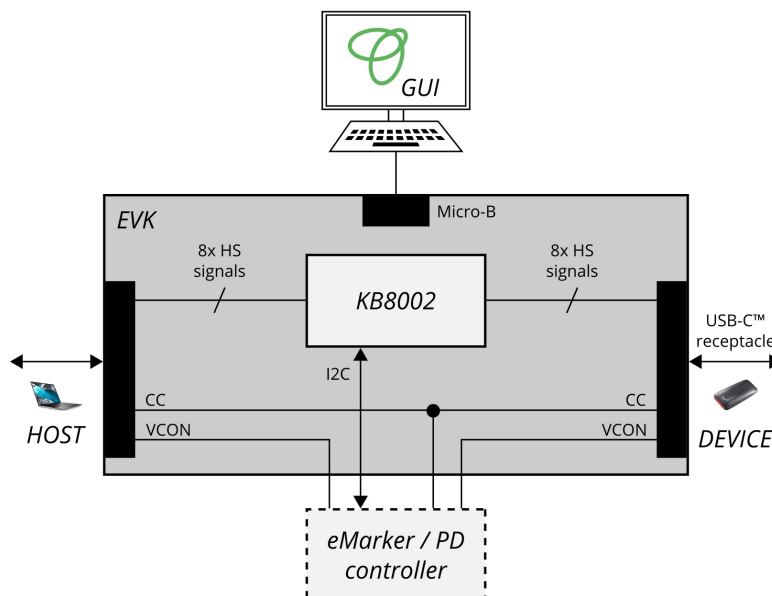 GUI
EVK
Micro-B
8x HS
signals
8x HS
signals
KB8002
USB-C™
receptacle
I2C
CC
CC
HOST
VCON
VCON
DEVICE
eMarker / PD
controller